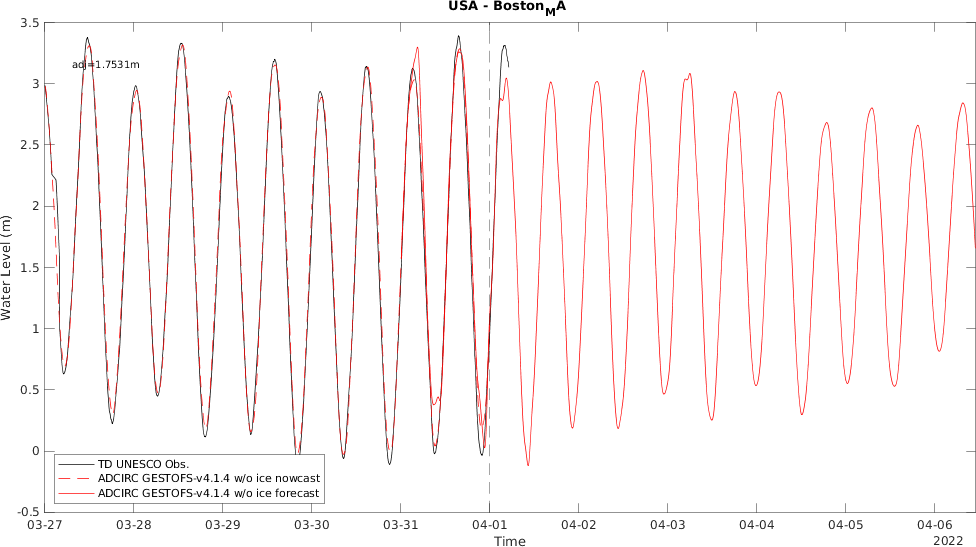 USA - BostonMA
3.5
adj=1.7531m
3
2.5
2
1.5
1
0.5
0
-0.5
Water Level (m)
TD UNESCO Obs.
ADCIRC GESTOFS-v4.1.4 w/o ice nowcast
ADCIRC GESTOFS-v4.1.4 w/o ice forecast
03-27 03-28 03-29 03-30 03-31 04-01 04-02 04-03 04-04 04-05 04-06
Time 2022